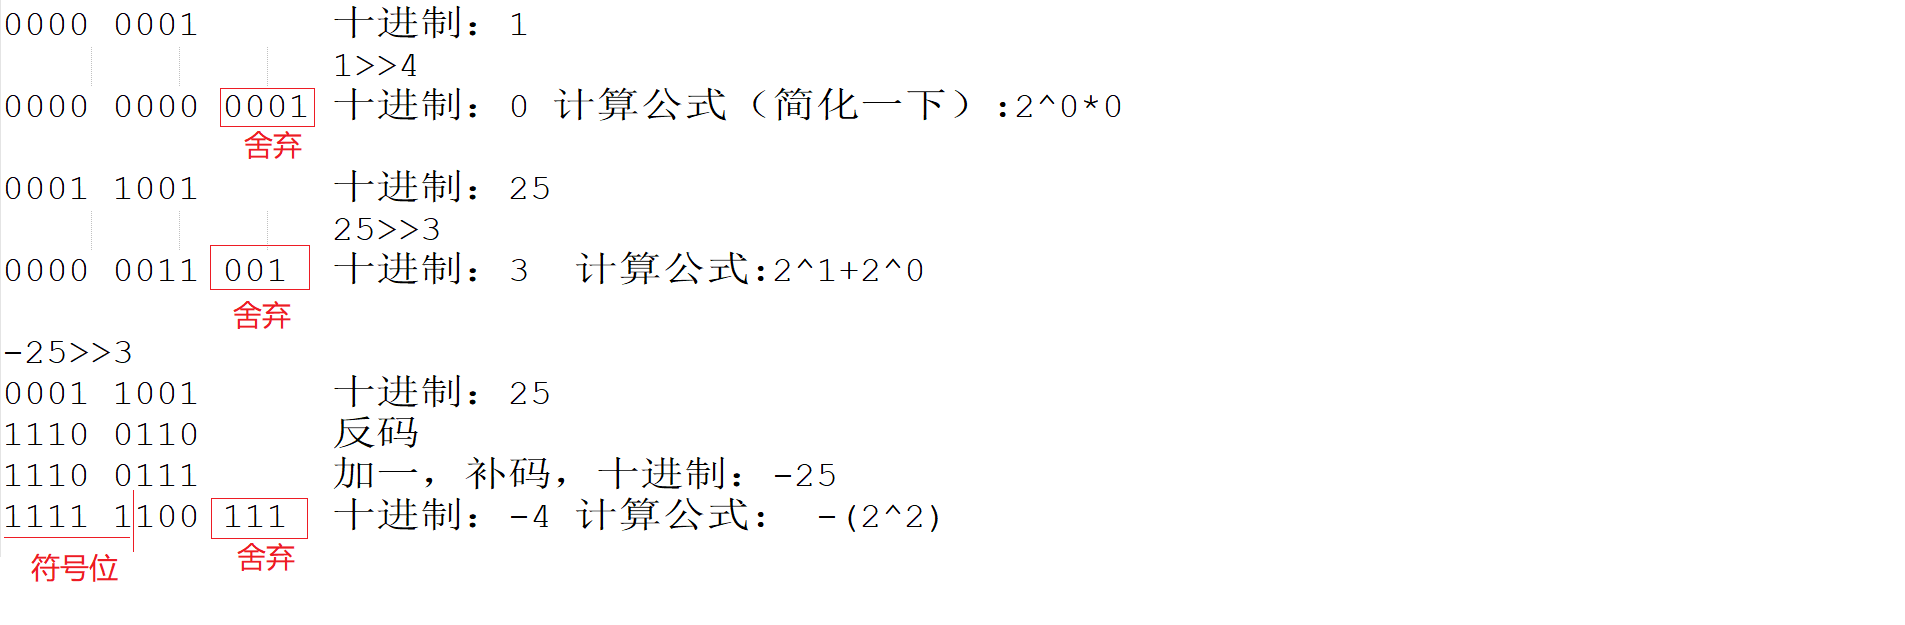 0000 0001 十进制：1
1>>4
0000 0000 0001 十进制：0 计算公式（简化一下）:2^0*0
舍弃
0001 1001 十进制：25
25>>3
0000 0011 001 十进制：3 计算公式:2^1+2^0
舍弃
-25>>3
0001 1001 十进制：25
1110 0110 反码
1110 0111 加一，补码，十进制：-25
1111 1100 111 十进制：-4 计算公式： -(2^2)
符号位 舍弃